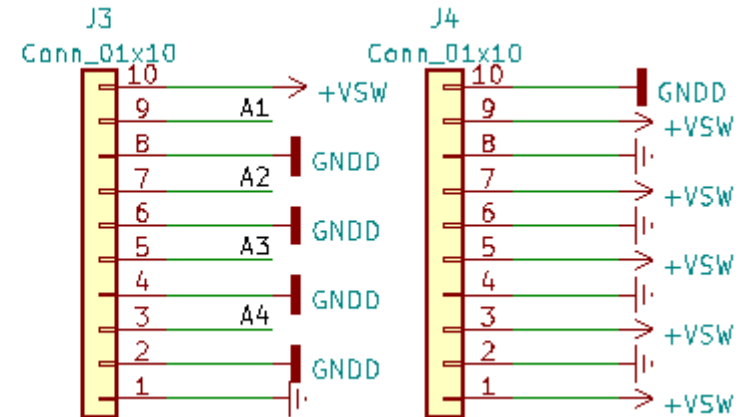 J3
Conn_01x10
10
+VSW
9
A1
8
GNDD
7
A2
6
GNDD
5
A3
4
GNDD
3
A4
2
GNDD
1
J4
Conn_01x10
10
GNDD
9
+VSW
8
7
+VSW
6
5
+VSW
4
3
+VSW
2
1
+VSW